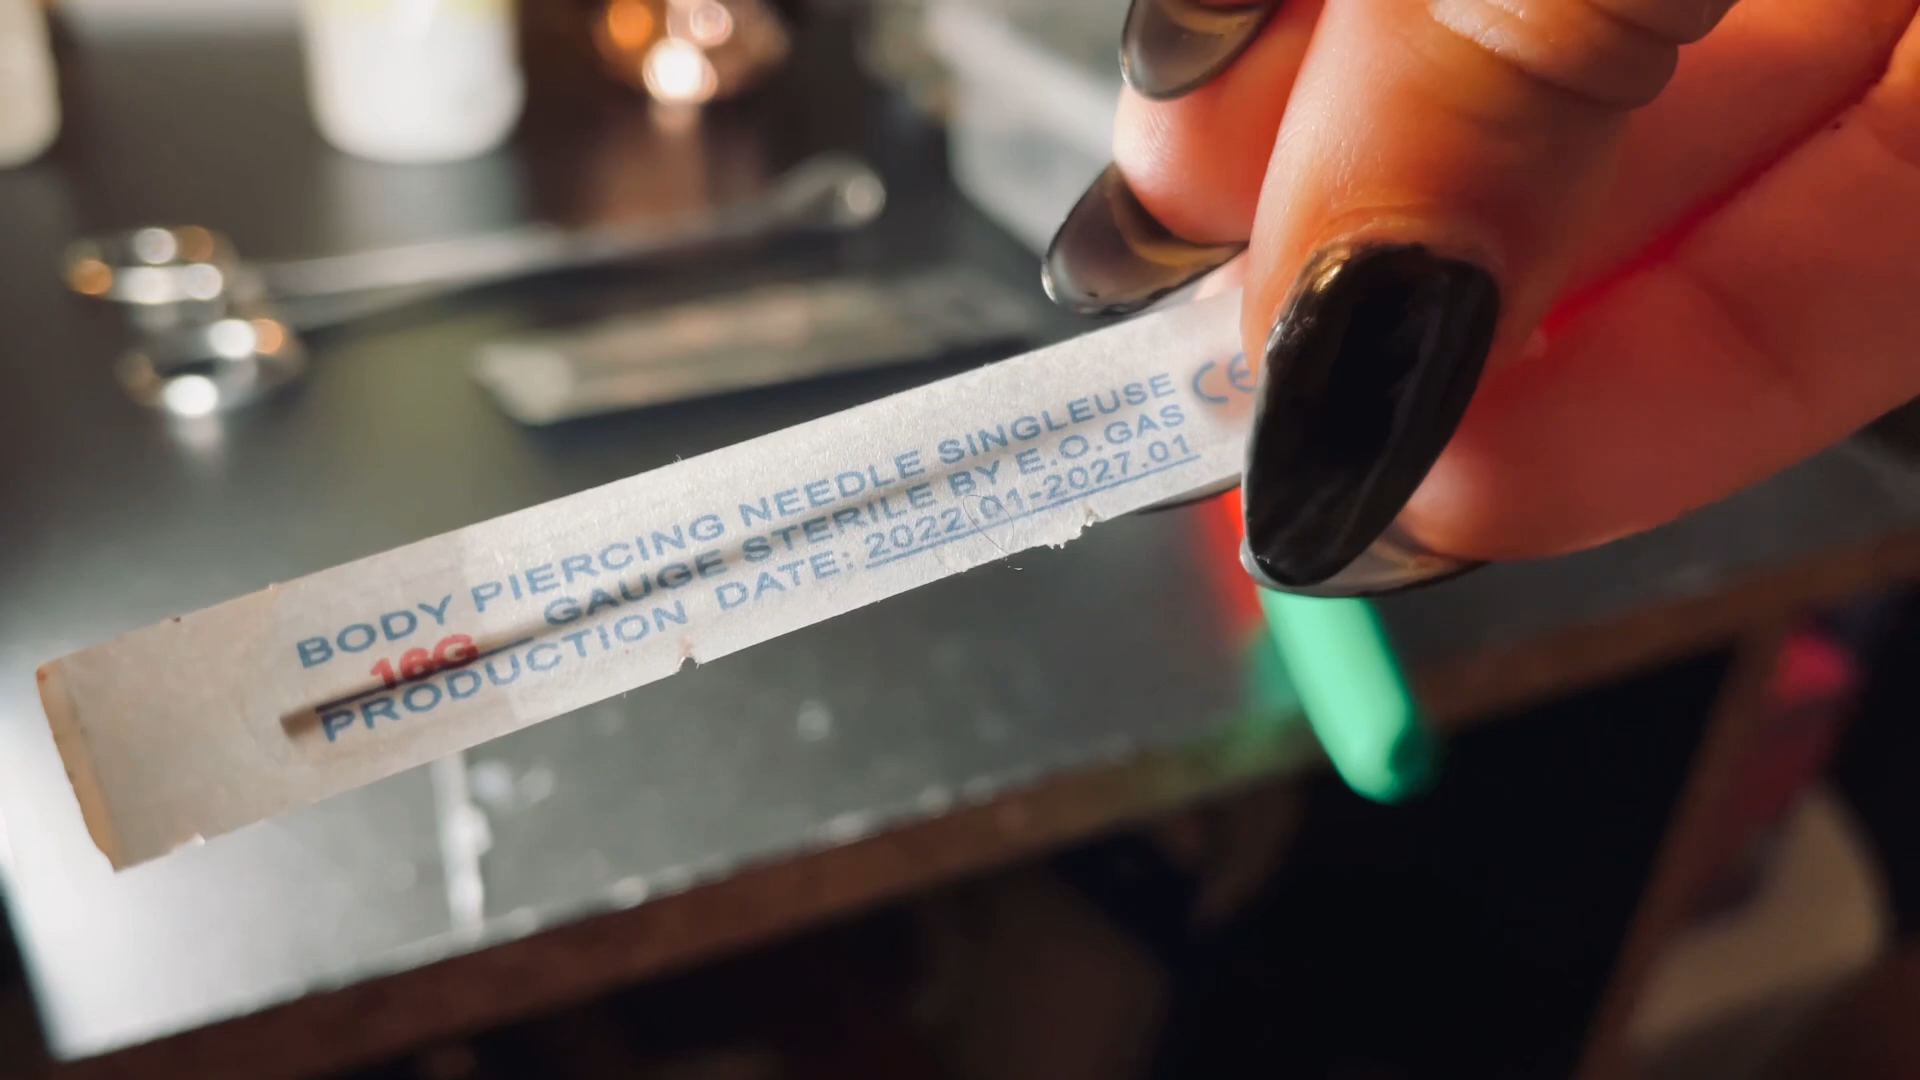 BODY PIERCING NEEDLE SINGLEUSE CE
16G GAUGE STERILE BY E.O.GAS
PRODUCTION DATE: 2022.01-2027.01